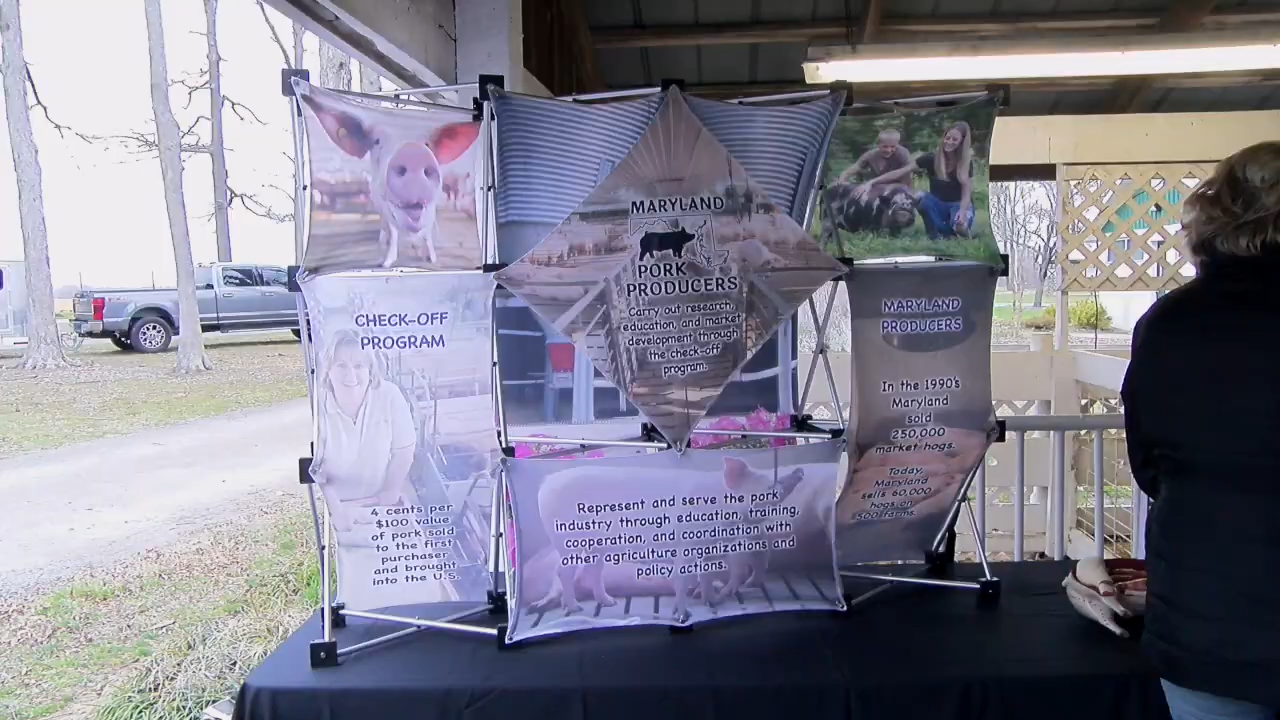 MARYLAND
PORK
PRODUCERS
Carry out research,
education, and market
development through
the check-off
program.
CHECK-OFF
PROGRAM
4 cents per
$100 value
of pork sold
to the first
purchaser
and brought
into the U.S.
MARYLAND
PRODUCERS
In the 1990's
Maryland
sold
250,000
market hogs.
Today,
Maryland
sells 60,000
hogs on
500 farms.
Represent and serve the pork
industry through education, training,
cooperation, and coordination with
other agriculture organizations and
policy actions.